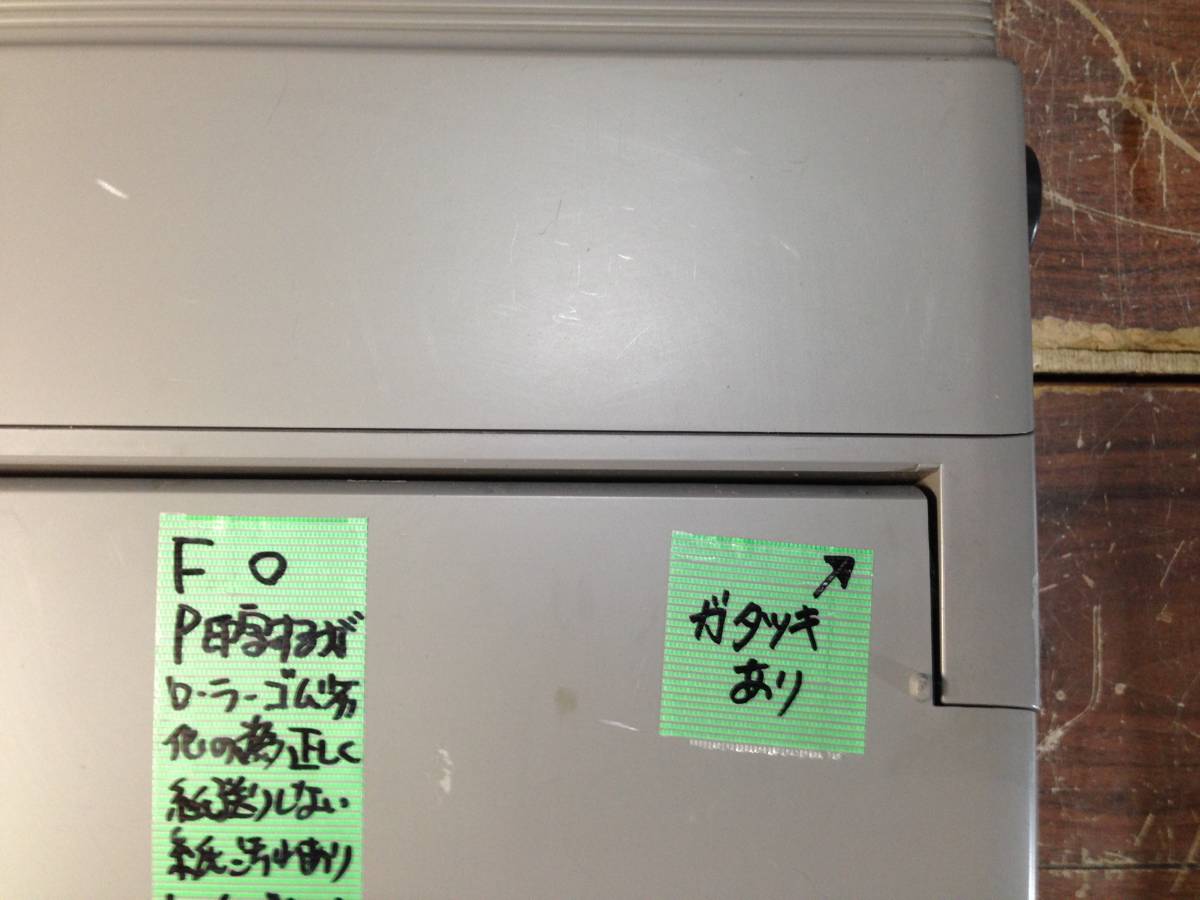 F O
P印字するが
ローラーゴム劣
化の為正しく
紙送りしない
紙汚れあり
ガタツキ
あり